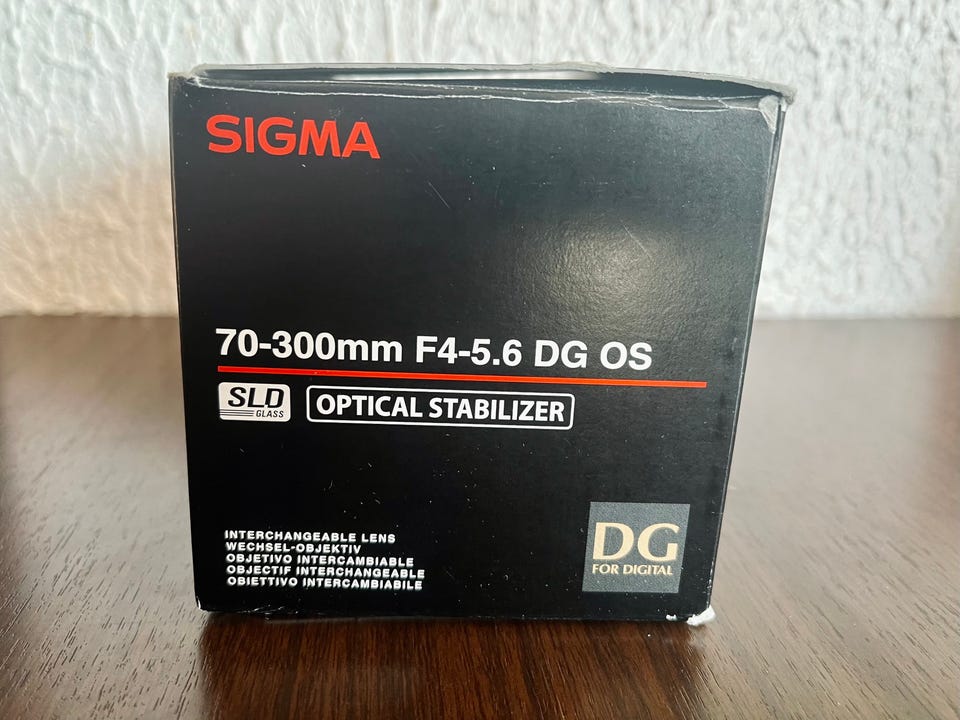 SIGMA
70-300mm F4-5.6 DG OS
SLD GLASS
OPTICAL STABILIZER
INTERCHANGEABLE LENS
WECHSEL-OBJEKTIV
OBJETIVO INTERCAMBIABLE
OBJECTIF INTERCHANGEABLE
OBIETTIVO INTERCAMBIABILE
DG
FOR DIGITAL